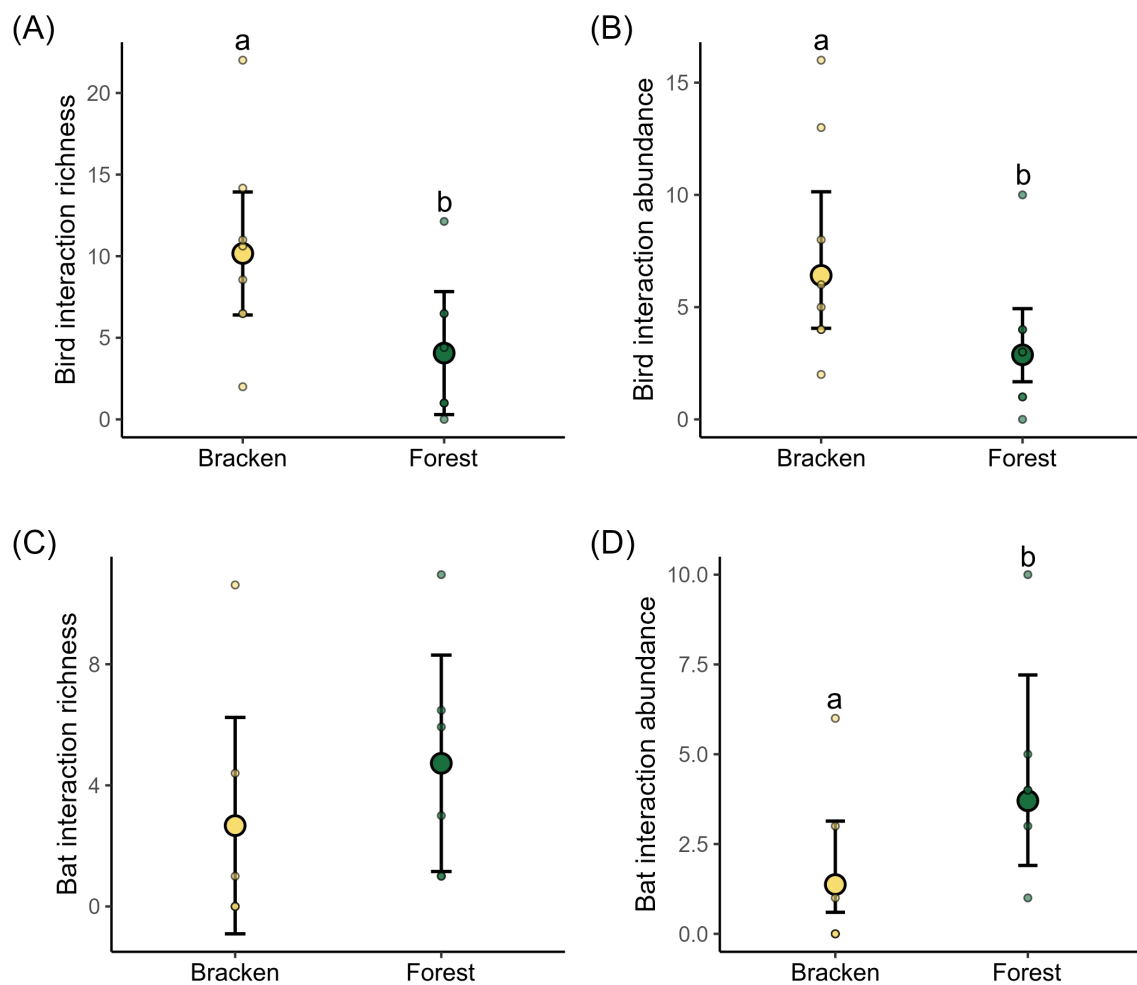 (A)
a
b
Bird interaction richness
20
15
10
5
0
Bracken
Forest
(B)
a
b
Bird interaction abundance
15
10
5
0
Bracken
Forest
(C)
Bat interaction richness
8
4
0
Bracken
Forest
(D)
a
b
Bat interaction abundance
10.0
7.5
5.0
2.5
0.0
Bracken
Forest